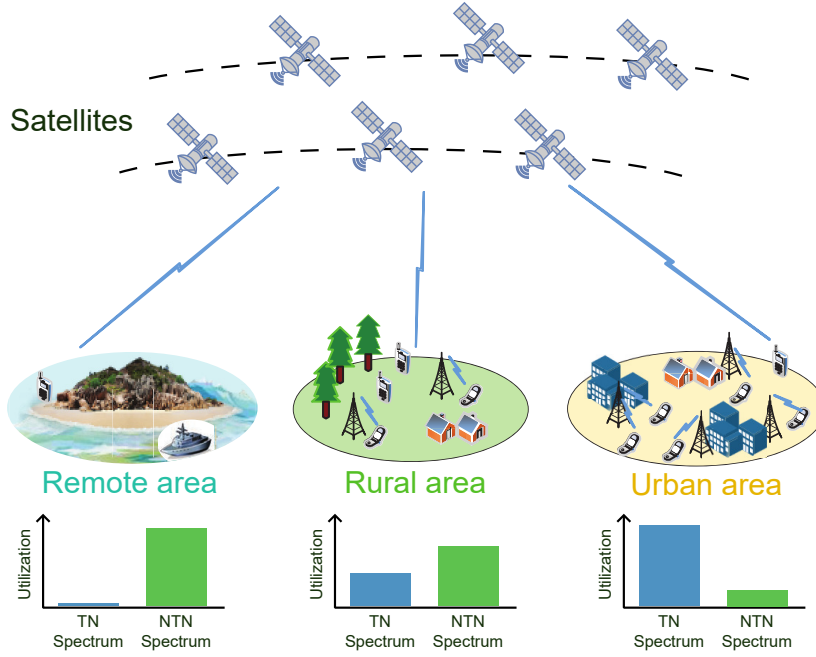 Satellites
Remote area
Rural area
Urban area
Utilization
TN
Spectrum
NTN
Spectrum
Utilization
TN
Spectrum
NTN
Spectrum
Utilization
TN
Spectrum
NTN
Spectrum